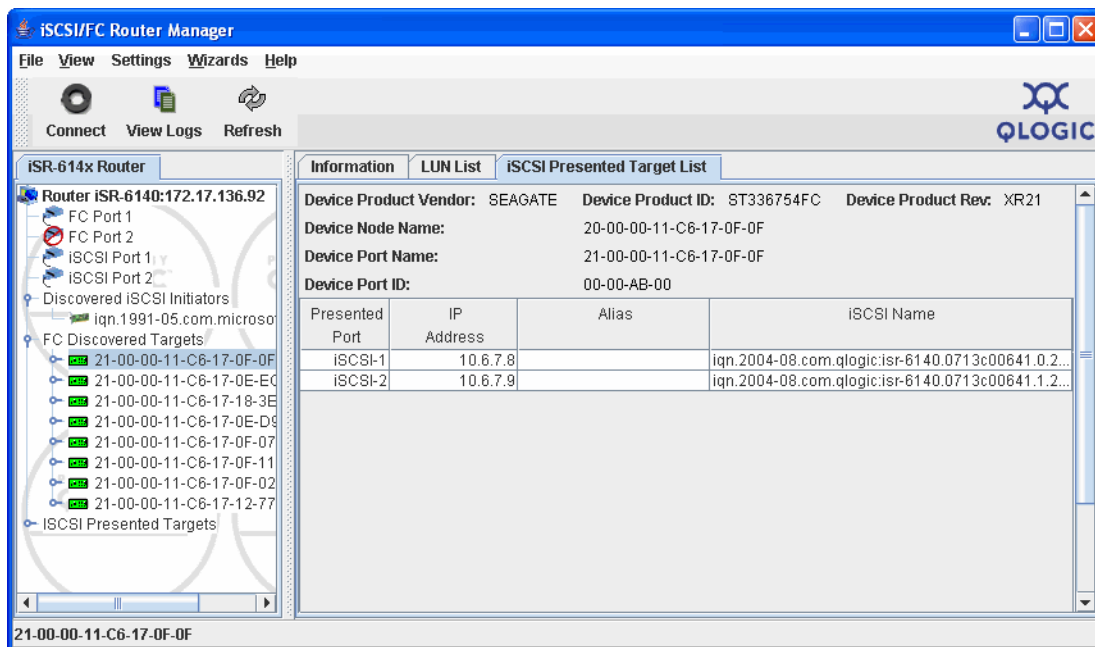 iSCSI/FC Router Manager
File View Settings Wizards Help
Connect View Logs Refresh
QLOGIC
iSR-614x Router
Router iSR-6140:172.17.136.92
FC Port 1
FC Port 2
iSCSI Port 1
iSCSI Port 2
Discovered iSCSI Initiators
iqn.1991-05.com.microso
FC Discovered Targets
21-00-00-11-C6-17-0F-0F
21-00-00-11-C6-17-0E-EC
21-00-00-11-C6-17-18-3E
21-00-00-11-C6-17-0E-D9
21-00-00-11-C6-17-0F-07
21-00-00-11-C6-17-0F-11
21-00-00-11-C6-17-0F-02
21-00-00-11-C6-17-12-77
ISCSI Presented Targets
Information LUN List iSCSI Presented Target List
Device Product Vendor: SEAGATE Device Product ID: ST336754FC Device Product Rev: XR21
Device Node Name: 20-00-00-11-C6-17-0F-0F
Device Port Name: 21-00-00-11-C6-17-0F-0F
Device Port ID: 00-00-AB-00
Presented Port IP Address Alias iSCSI Name
iSCSI-1 10.6.7.8 iqn.2004-08.com.qlogic:isr-6140.0713c00641.0.2...
iSCSI-2 10.6.7.9 iqn.2004-08.com.qlogic:isr-6140.0713c00641.1.2...
21-00-00-11-C6-17-0F-0F